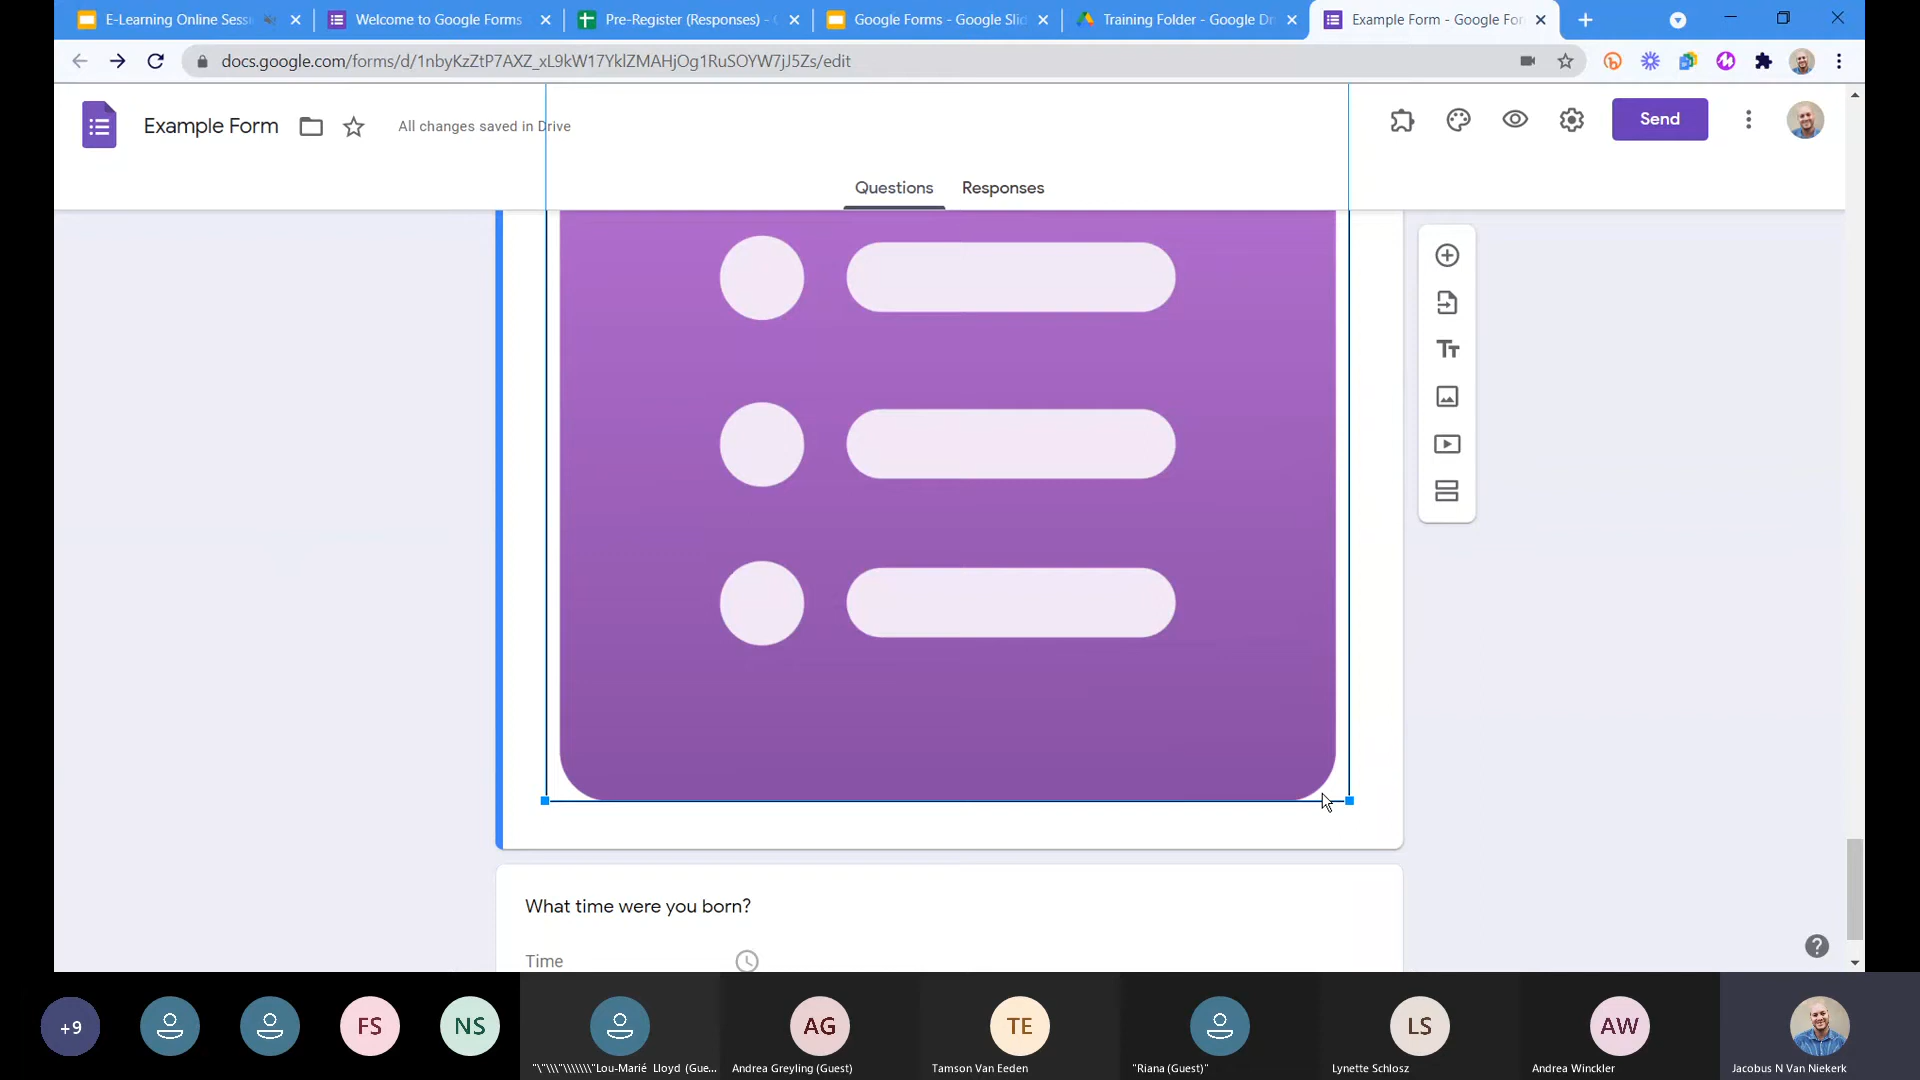 E-Learning Online Sess
Welcome to Google Forms
Pre-Register (Responses) -
Google Forms - Google Slid
Training Folder - Google Dr
Example Form - Google For
docs.google.com/forms/d/1nbyKzZtP7AXZ_xL9kW17YklZMAHjOg1RuSOYW7jJ5Zs/edit
Example Form
All changes saved in Drive
Send
Questions
Responses
What time were you born?
Time
+9
FS
NS
AG
TE
LS
AW
"\"\\\"\\\\\\\"Lou-Marié Lloyd (Gue...
Andrea Greyling (Guest)
Tamson Van Eeden
"Riana (Guest)"
Lynette Schlosz
Andrea Winckler
Jacobus N Van Niekerk